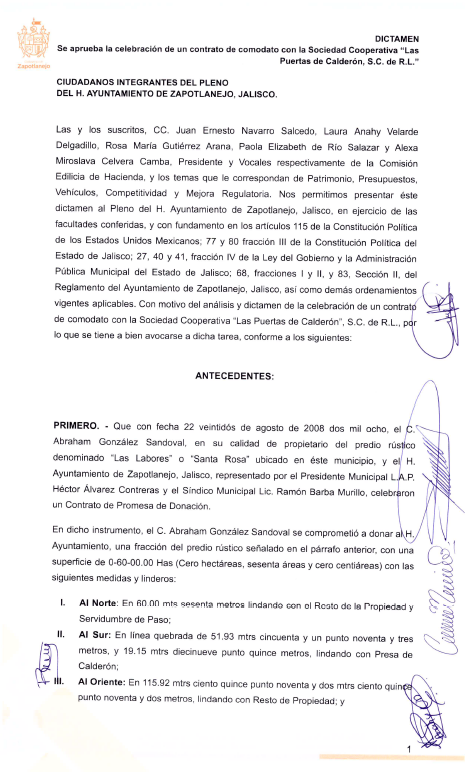 Zapotlanejo
DICTAMEN
Se aprueba la celebración de un contrato de comodato con la Sociedad Cooperativa “Las
Puertas de Calderón, S.C. de R.L.”
CIUDADANOS INTEGRANTES DEL PLENO
DEL H. AYUNTAMIENTO DE ZAPOTLANEJO, JALISCO.
Las y los suscritos, CC. Juan Ernesto Navarro Salcedo, Laura Anahy Velarde
Delgadillo, Rosa María Gutiérrez Arana, Paola Elizabeth de Río Salazar y Alexa
Miroslava Celvera Camba, Presidente y Vocales respectivamente de la Comisión
Edilicia de Hacienda, y los temas que le correspondan de Patrimonio, Presupuestos,
Vehículos, Competitividad y Mejora Regulatoria. Nos permitimos presentar éste
dictamen al Pleno del H. Ayuntamiento de Zapotlanejo, Jalisco, en ejercicio de las
facultades conferidas, y con fundamento en los artículos 115 de la Constitución Política
de los Estados Unidos Mexicanos; 77 y 80 fracción III de la Constitución Política del
Estado de Jalisco; 27, 40 y 41, fracción IV de la Ley del Gobierno y la Administración
Pública Municipal del Estado de Jalisco; 68, fracciones I y II, y 83, Sección II, del
Reglamento del Ayuntamiento de Zapotlanejo, Jalisco, así como demás ordenamientos
vigentes aplicables. Con motivo del análisis y dictamen de la celebración de un contrato
de comodato con la Sociedad Cooperativa “Las Puertas de Calderón”, S.C. de R.L., por
lo que se tiene a bien avocarse a dicha tarea, conforme a los siguientes:
ANTECEDENTES:
PRIMERO. - Que con fecha 22 veintidós de agosto de 2008 dos mil ocho, el C.
Abraham González Sandoval, en su calidad de propietario del predio rústico
denominado “Las Labores” o “Santa Rosa” ubicado en éste municipio, y el H.
Ayuntamiento de Zapotlanejo, Jalisco, representado por el Presidente Municipal L.A.P.
Héctor Álvarez Contreras y el Síndico Municipal Lic. Ramón Barba Murillo, celebraron
un Contrato de Promesa de Donación.
En dicho instrumento, el C. Abraham González Sandoval se comprometió a donar al H.
Ayuntamiento, una fracción del predio rústico señalado en el párrafo anterior, con una
superficie de 0-60-00.00 Has (Cero hectáreas, sesenta áreas y cero centiáreas) con las
siguientes medidas y linderos:
I. Al Norte: En 60.00 mts sesenta metros lindando con el Resto de la Propiedad y
Servidumbre de Paso;
II. Al Sur: En línea quebrada de 51.93 mts cincuenta y un punto noventa y tres
metros, y 19.15 mts diecinueve punto quince metros, lindando con Presa de
Calderón;
III. Al Oriente: En 115.92 mtrs ciento quince punto noventa y dos mtrs ciento quince
punto noventa y dos metros, lindando con Resto de Propiedad; y
1